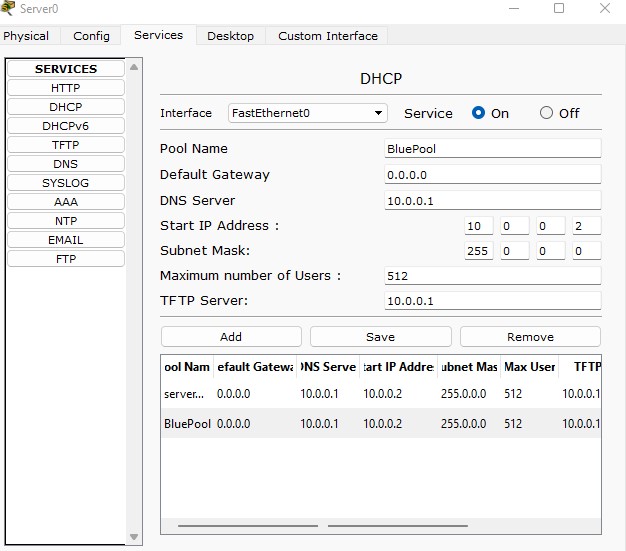 Server0
Physical Config Services Desktop Custom Interface
SERVICES
HTTP
DHCP
DHCPv6
TFTP
DNS
SYSLOG
AAA
NTP
EMAIL
FTP
DHCP
Interface FastEthernet0 Service On Off
Pool Name BluePool
Default Gateway 0.0.0.0
DNS Server 10.0.0.1
Start IP Address : 10 0 0 2
Subnet Mask: 255 0 0 0
Maximum number of Users : 512
TFTP Server: 10.0.0.1
Add Save Remove
ool Nam efault Gatewa NS Serve tart IP Addre ubnet Mas Max User TFTP
server... 0.0.0.0 10.0.0.1 10.0.0.2 255.0.0.0 512 10.0.0.1
BluePool 0.0.0.0 10.0.0.1 10.0.0.2 255.0.0.0 512 10.0.0.1